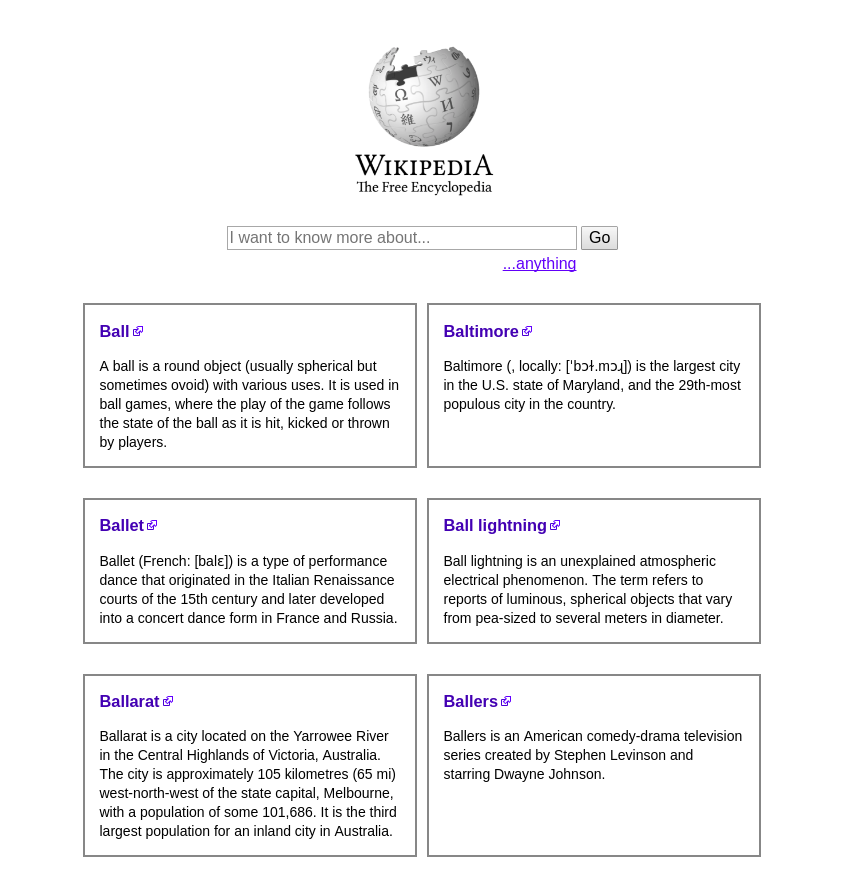 Ω W И 維 7
WIKIPEDIA
The Free Encyclopedia
I want to know more about... Go
...anything
Ball
A ball is a round object (usually spherical but
sometimes ovoid) with various uses. It is used in
ball games, where the play of the game follows
the state of the ball as it is hit, kicked or thrown
by players.
Baltimore
Baltimore (, locally: [ˈbɔɫ.mɔɻ]) is the largest city
in the U.S. state of Maryland, and the 29th-most
populous city in the country.
Ballet
Ballet (French: [balɛ]) is a type of performance
dance that originated in the Italian Renaissance
courts of the 15th century and later developed
into a concert dance form in France and Russia.
Ball lightning
Ball lightning is an unexplained atmospheric
electrical phenomenon. The term refers to
reports of luminous, spherical objects that vary
from pea-sized to several meters in diameter.
Ballarat
Ballarat is a city located on the Yarrowee River
in the Central Highlands of Victoria, Australia.
The city is approximately 105 kilometres (65 mi)
west-north-west of the state capital, Melbourne,
with a population of some 101,686. It is the third
largest population for an inland city in Australia.
Ballers
Ballers is an American comedy-drama television
series created by Stephen Levinson and
starring Dwayne Johnson.